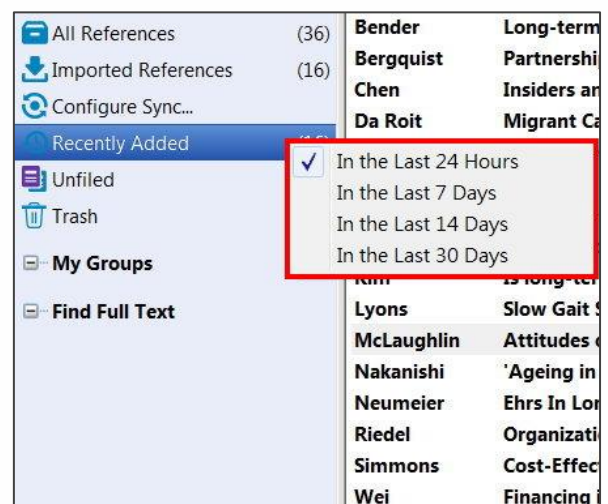 All References (36)
Imported References (16)
Configure Sync...
Recently Added
Unfiled
Trash
My Groups
Find Full Text
Bender Long-term
Bergquist Partnershi
Chen Insiders an
Da Roit Migrant Ca
✓ In the Last 24 Hours
In the Last 7 Days
In the Last 14 Days
In the Last 30 Days
Lyons Slow Gait S
McLaughlin Attitudes o
Nakanishi 'Ageing in
Neumeier Ehrs In Lon
Riedel Organizati
Simmons Cost-Effec
Wei Financing i